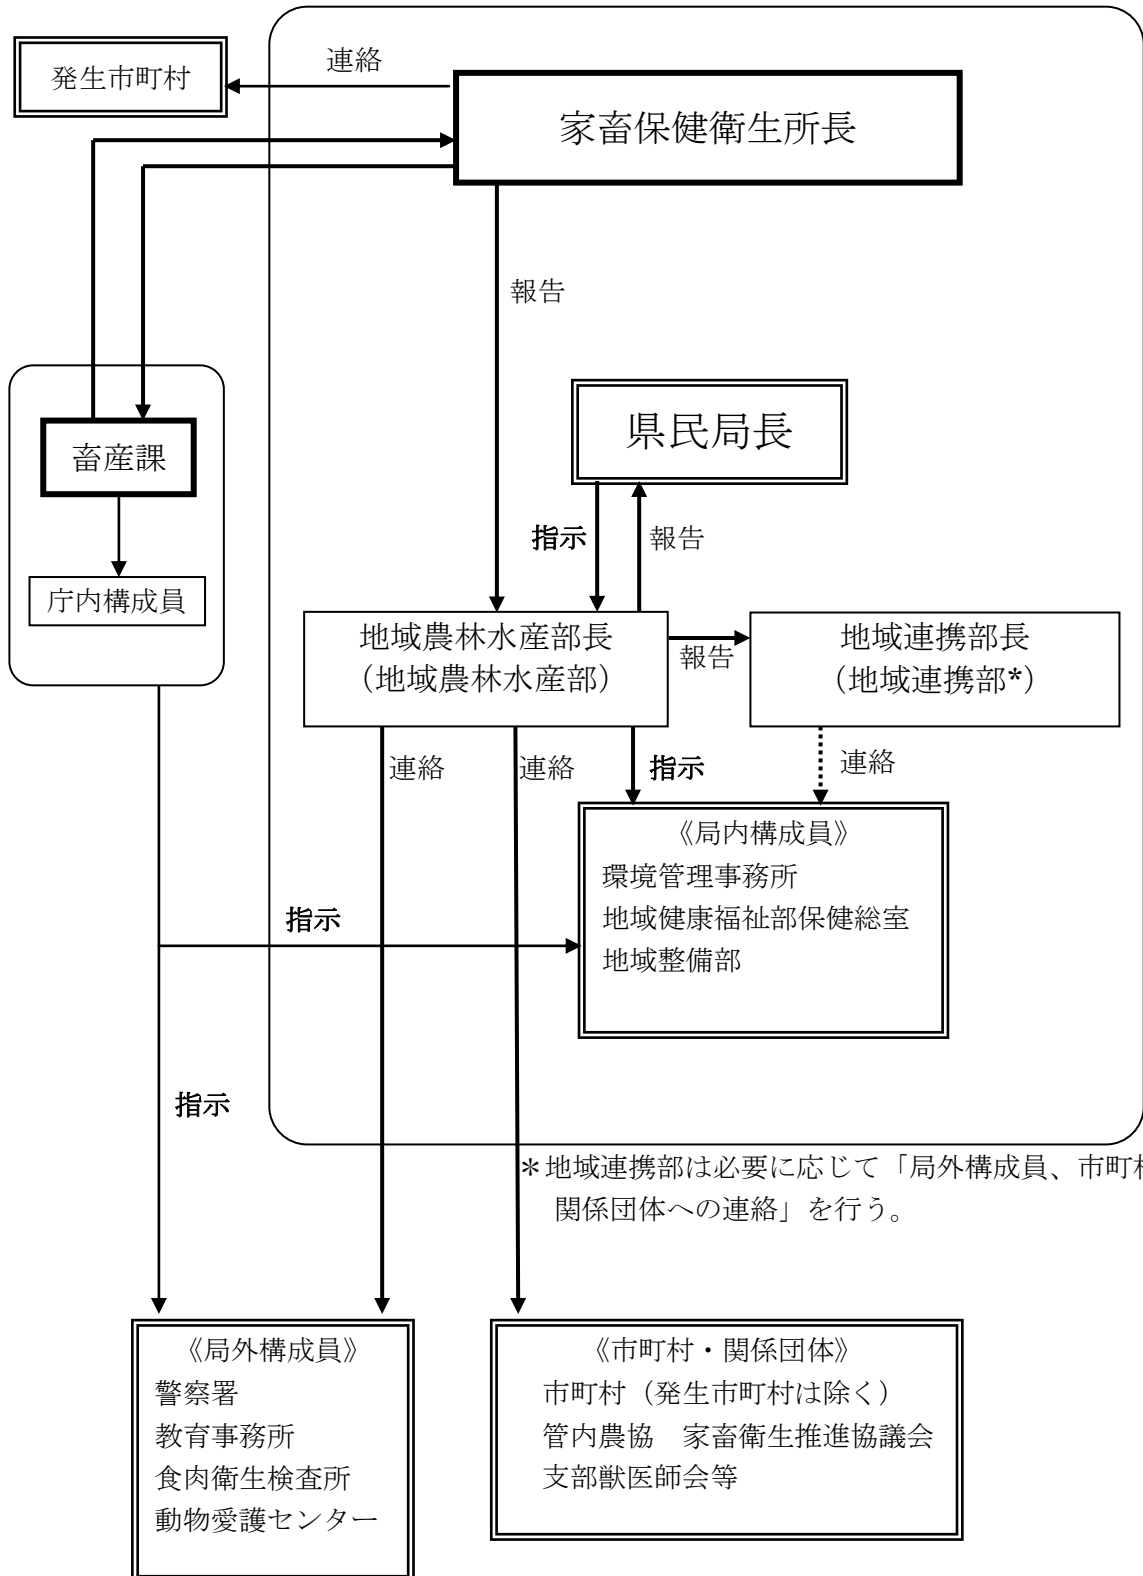 発生市町村
連絡
家畜保健衛生所長
報告
畜産課
庁内構成員
県民局長
指示
報告
地域農林水産部長
(地域農林水産部)
報告
地域連携部長
(地域連携部*)
連絡
連絡
指示
連絡
《局内構成員》
環境管理事務所
地域健康福祉部保健総室
地域整備部
指示
指示
*地域連携部は必要に応じて「局外構成員、市町村
関係団体への連絡」を行う。
《局外構成員》
警察署
教育事務所
食肉衛生検査所
動物愛護センター
《市町村・関係団体》
市町村(発生市町村は除く)
管内農協 家畜衛生推進協議会
支部獣医師会等